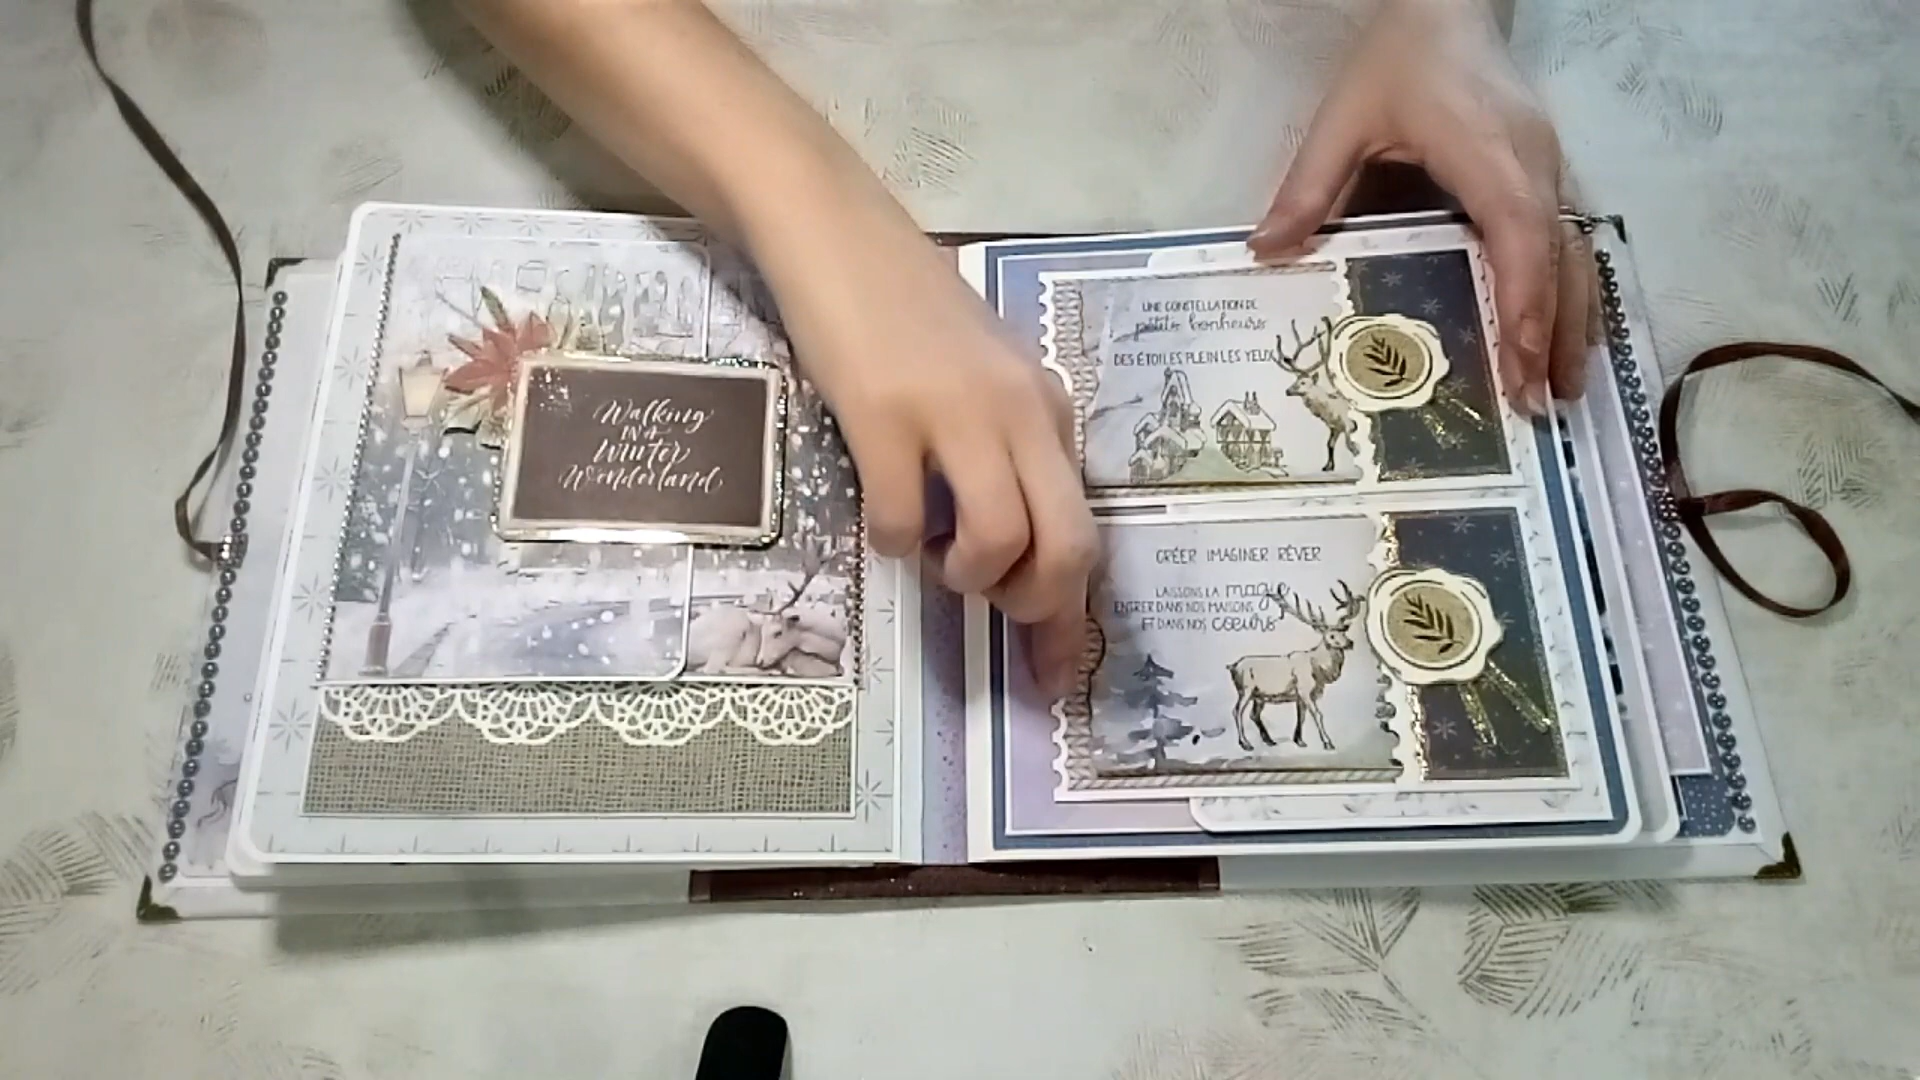 Walking
in a
Winter
Wonderland
UNE CONSTELLATION DE
petits bonheurs
DES ÉTOILES PLEIN LES YEUX
CRÉER IMAGINER RÊVER
LAISSONS LA magie
ENTRER DANS NOS MAISONS
ET DANS NOS coeurs